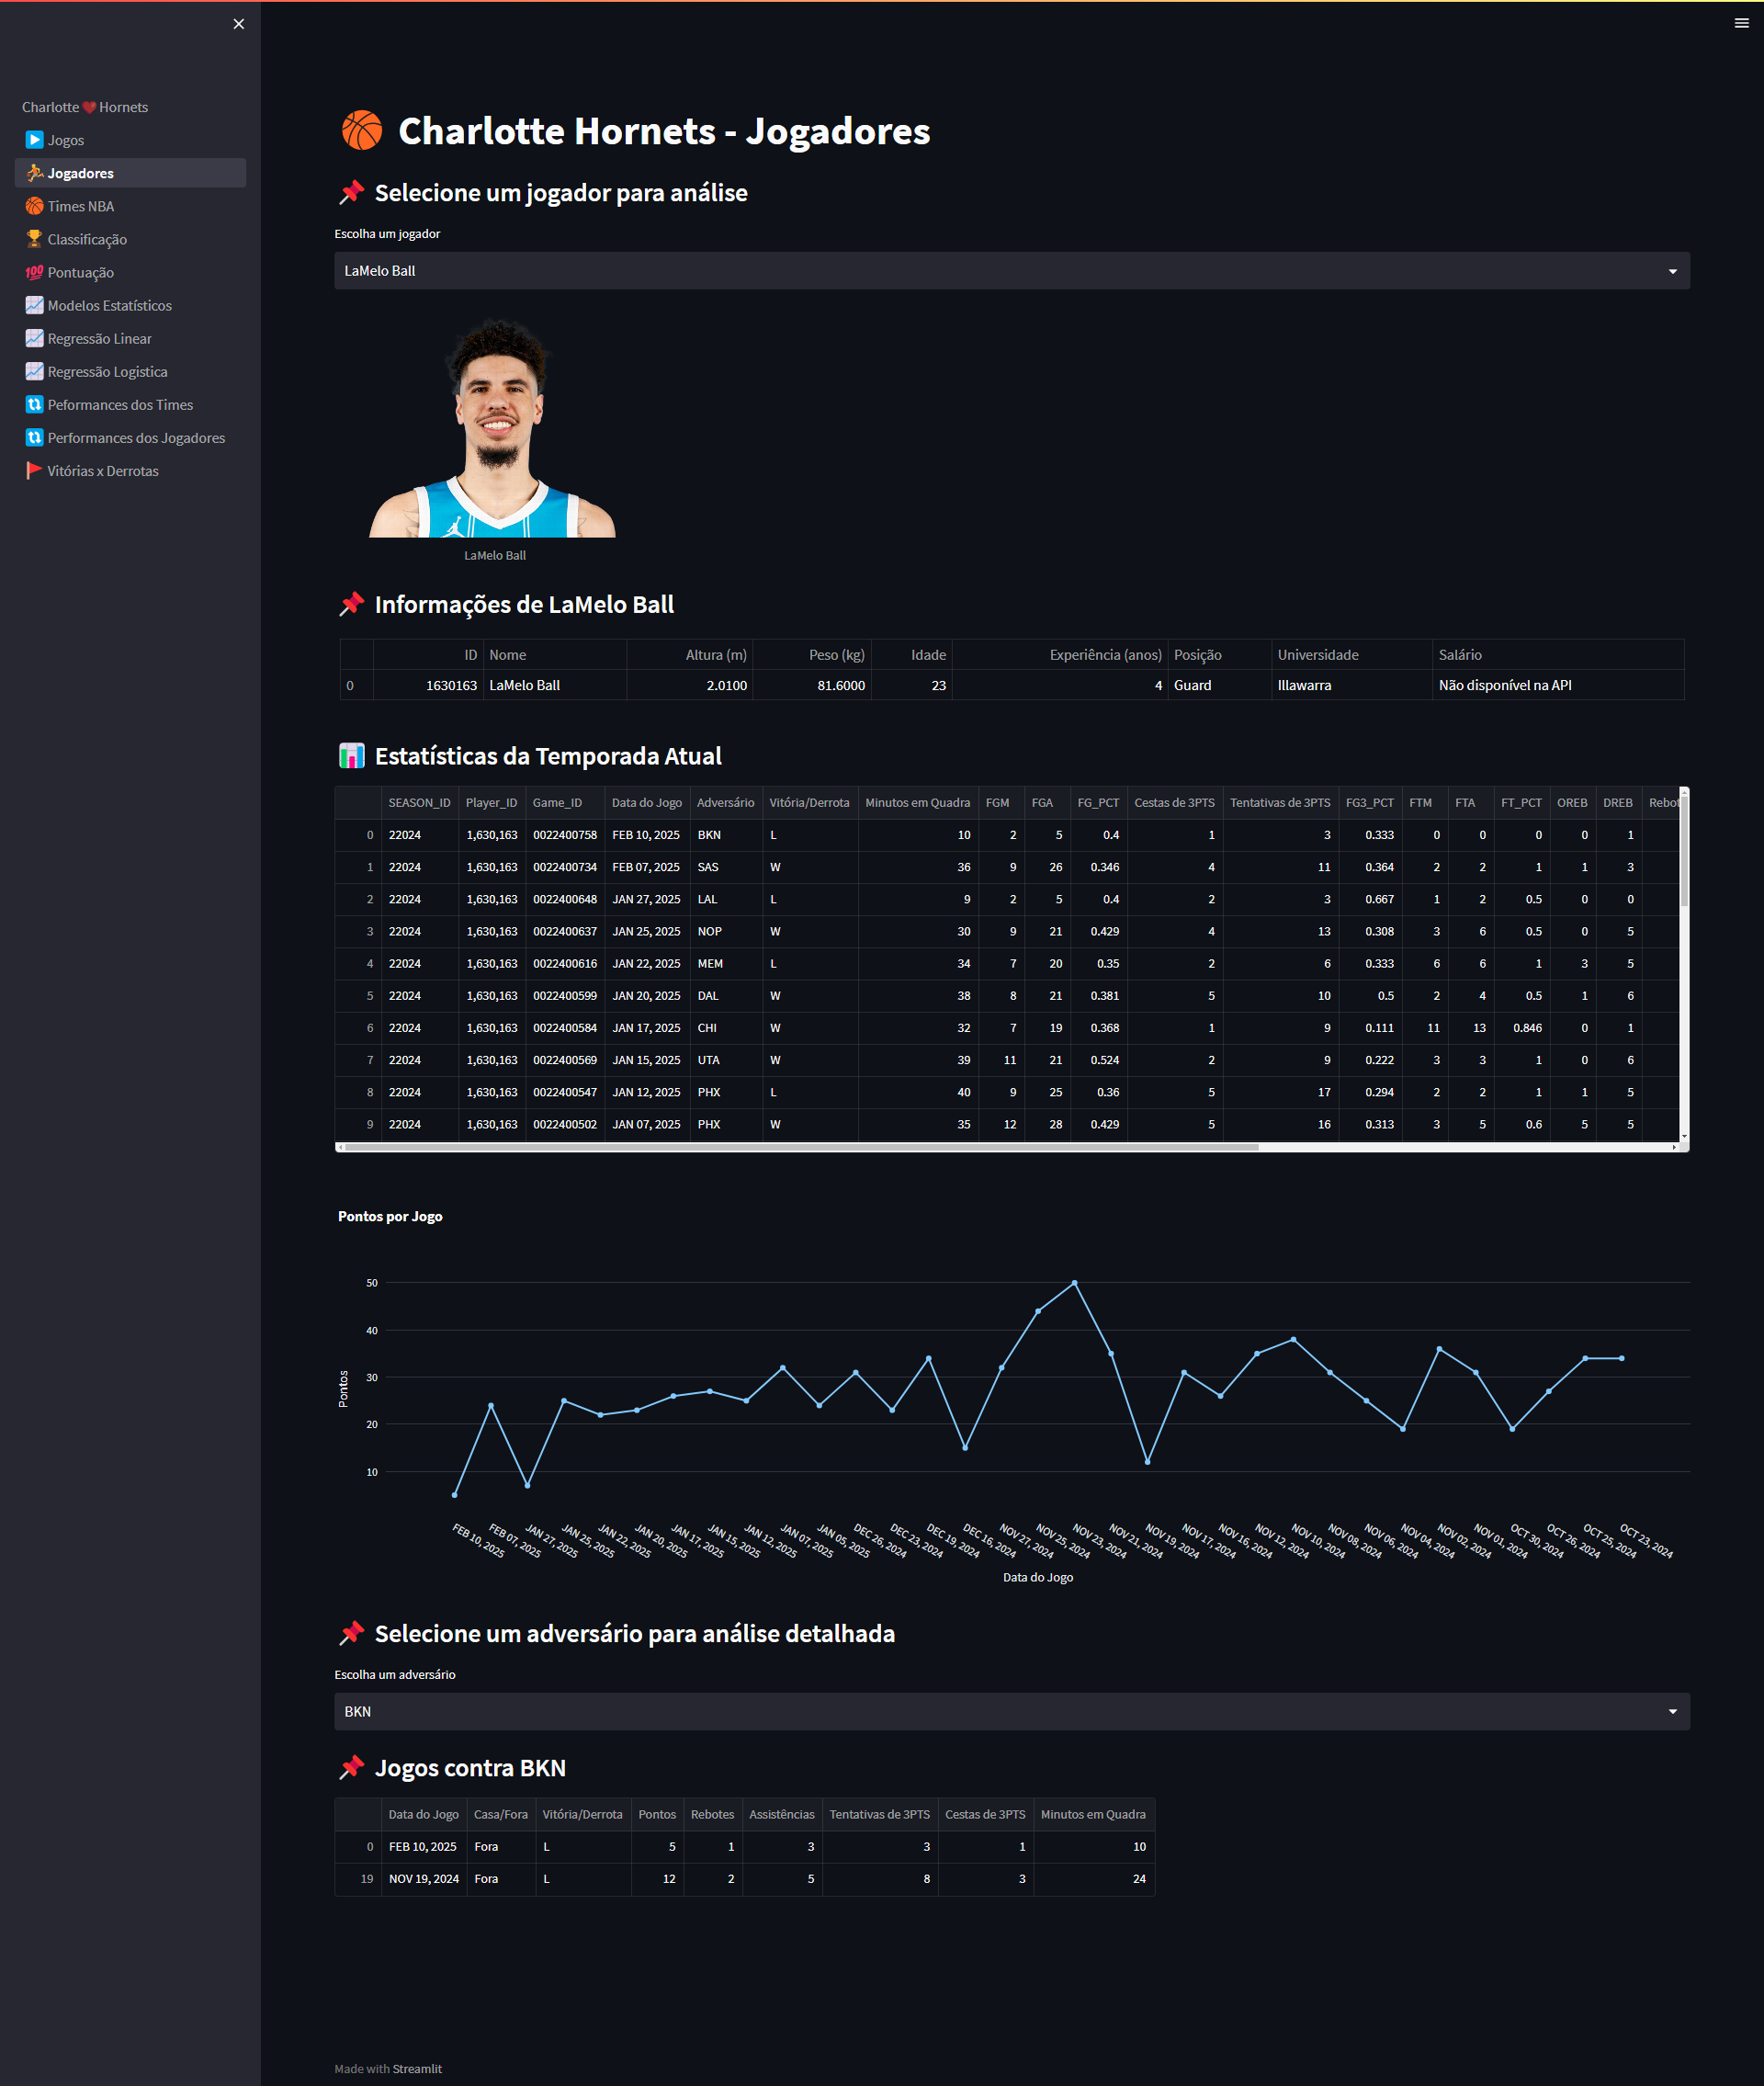 Charlotte Hornets
Jogos
Jogadores
Times NBA
Classificação
Pontuação
Modelos Estatísticos
Regressão Linear
Regressão Logistica
Peformances dos Times
Performances dos Jogadores
Vitórias x Derrotas
Charlotte Hornets - Jogadores
Selecione um jogador para análise
Escolha um jogador
LaMelo Ball
LaMelo Ball
Informações de LaMelo Ball
ID Nome Altura (m) Peso (kg) Idade Experiência (anos) Posição Universidade Salário
0 1630163 LaMelo Ball 2.0100 81.6000 23 4 Guard Illawarra Não disponível na API
Estatísticas da Temporada Atual
SEASON_ID Player_ID Game_ID Data do Jogo Adversário Vitória/Derrota Minutos em Quadra FGM FGA FG_PCT Cestas de 3PTS Tentativas de 3PTS FG3_PCT FTM FTA FT_PCT OREB DREB Rebot
0 22024 1,630,163 0022400758 FEB 10, 2025 BKN L 10 2 5 0.4 1 3 0.333 0 0 0 0 1
1 22024 1,630,163 0022400734 FEB 07, 2025 SAS W 36 9 26 0.346 4 11 0.364 2 2 1 1 3
2 22024 1,630,163 0022400648 JAN 27, 2025 LAL L 9 2 5 0.4 2 3 0.667 1 2 0.5 0 0
3 22024 1,630,163 0022400637 JAN 25, 2025 NOP W 30 9 21 0.429 4 13 0.308 3 6 0.5 0 5
4 22024 1,630,163 0022400616 JAN 22, 2025 MEM L 34 7 20 0.35 2 6 0.333 6 6 1 3 5
5 22024 1,630,163 0022400599 JAN 20, 2025 DAL W 38 8 21 0.381 5 10 0.5 2 4 0.5 1 6
6 22024 1,630,163 0022400584 JAN 17, 2025 CHI W 32 7 19 0.368 1 9 0.111 11 13 0.846 0 1
7 22024 1,630,163 0022400569 JAN 15, 2025 UTA W 39 11 21 0.524 2 9 0.222 3 3 1 0 6
8 22024 1,630,163 0022400547 JAN 12, 2025 PHX L 40 9 25 0.36 5 17 0.294 2 2 1 1 5
9 22024 1,630,163 0022400502 JAN 07, 2025 PHX W 35 12 28 0.429 5 16 0.313 3 5 0.6 5 5
Pontos por Jogo
50
40
30
20
10
Pontos
FEB 10, 2025 FEB 07, 2025 JAN 27, 2025 JAN 25, 2025 JAN 22, 2025 JAN 20, 2025 JAN 17, 2025 JAN 15, 2025 JAN 12, 2025 JAN 07, 2025 JAN 05, 2025 DEC 26, 2024 DEC 23, 2024 DEC 19, 2024 DEC 16, 2024 NOV 27, 2024 NOV 25, 2024 NOV 23, 2024 NOV 21, 2024 NOV 19, 2024 NOV 17, 2024 NOV 16, 2024 NOV 12, 2024 NOV 10, 2024 NOV 08, 2024 NOV 06, 2024 NOV 04, 2024 NOV 02, 2024 NOV 01, 2024 OCT 30, 2024 OCT 26, 2024 OCT 25, 2024 OCT 23, 2024
Data do Jogo
Selecione um adversário para análise detalhada
Escolha um adversário
BKN
Jogos contra BKN
Data do Jogo Casa/Fora Vitória/Derrota Pontos Rebotes Assistências Tentativas de 3PTS Cestas de 3PTS Minutos em Quadra
0 FEB 10, 2025 Fora L 5 1 3 3 1 10
19 NOV 19, 2024 Fora L 12 2 5 8 3 24
Made with Streamlit